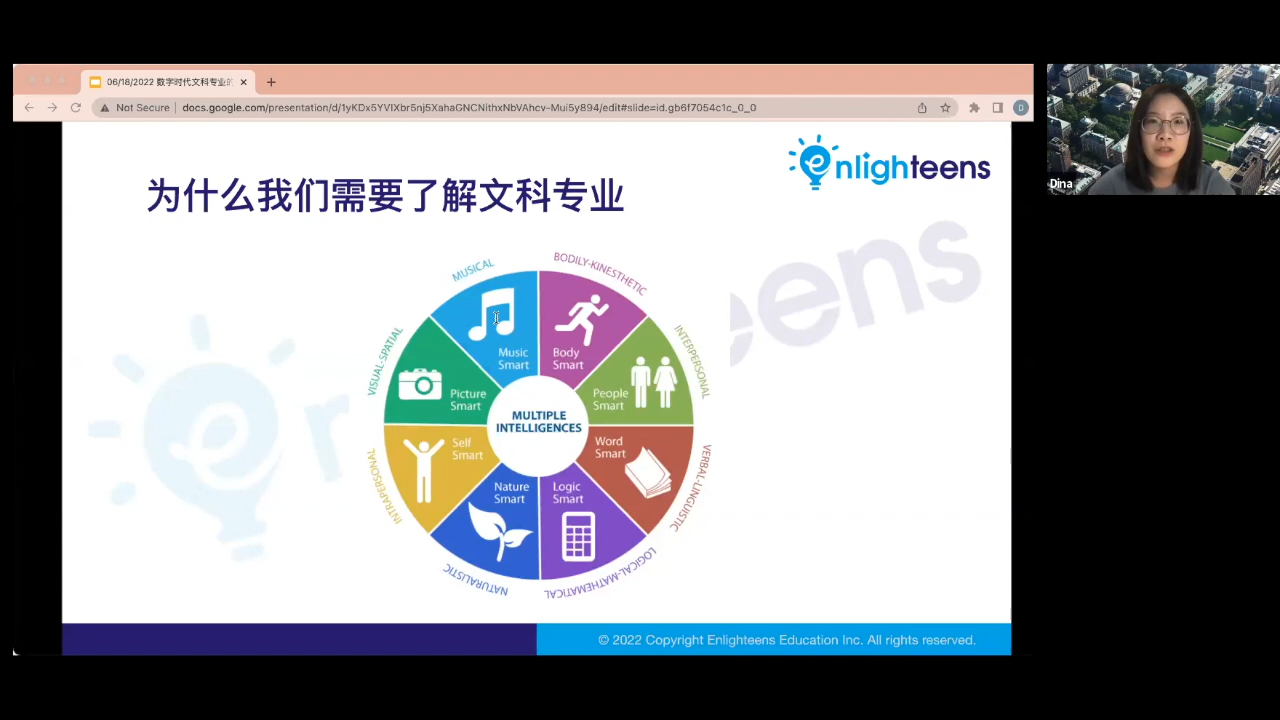 06/18/2022 数字时代文科专业的
Not Secure
docs.google.com/presentation/d/1yKDx5YVIXbr5nj5XahaGNCNithxNbVAhcv-Mui5y894/edit#slide=id.gb6f7054c1c_0_0
D
enlighteens
Dina
为什么我们需要了解文科专业
MUSICAL
BODILY-KINESTHETIC
VISUAL-SPATIAL
INTERPERSONAL
Music
Smart
Body
Smart
Picture
Smart
People
Smart
MULTIPLE
INTELLIGENCES
Self
Smart
Word
Smart
Nature
Smart
Logic
Smart
INTRAPERSONAL
VERBAL-LINGUISTIC
NATURALISTIC
LOGICAL-MATHEMATICAL
© 2022 Copyright Enlighteens Education Inc. All rights reserved.